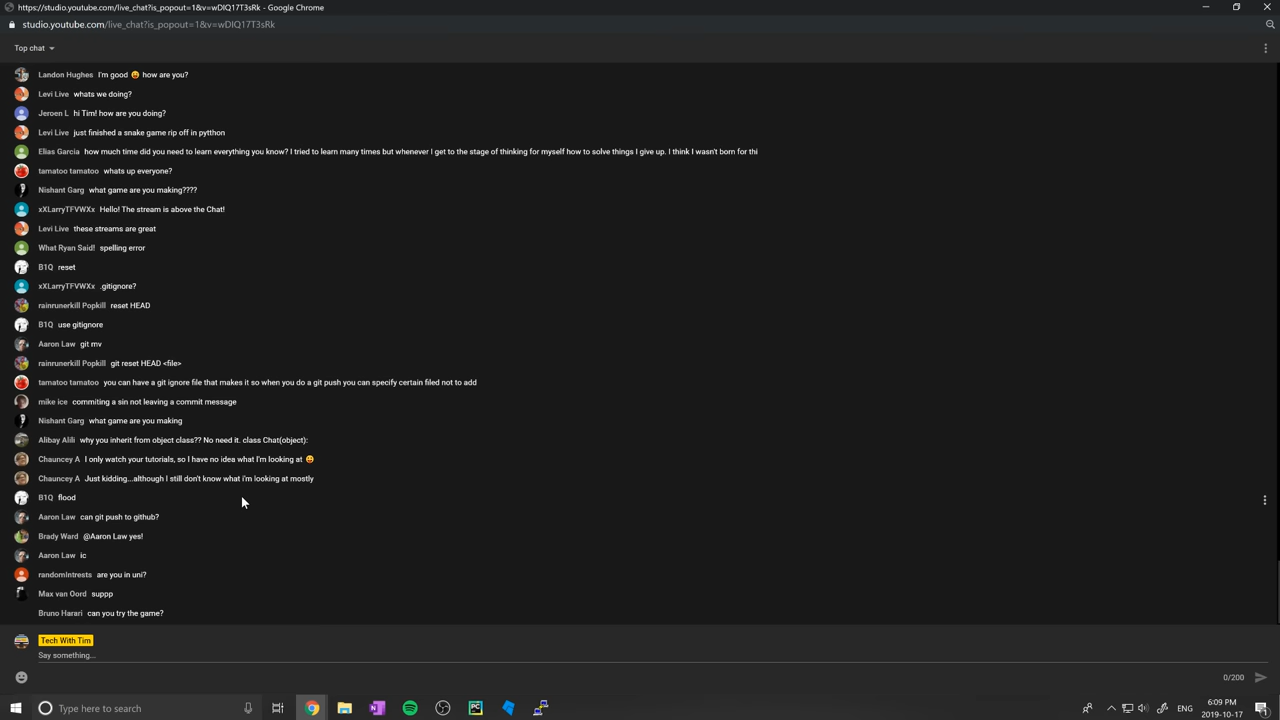 https://studio.youtube.com/live_chat?is_popout=1&v=wDIQ17T3sRk - Google Chrome
studio.youtube.com/live_chat?is_popout=1&v=wDIQ17T3sRk
Top chat
Landon Hughes I'm good 😀 how are you?
Levi Live whats we doing?
Jeroen L hi Tim! how are you doing?
Levi Live just finished a snake game rip off in pytthon
Elias Garcia how much time did you need to learn everything you know? I tried to learn many times but whenever I get to the stage of thinking for myself how to solve things I give up. I think I wasn't born for thi
tamatoo tamatoo whats up everyone?
Nishant Garg what game are you making????
xXLarryTFVWXx Hello! The stream is above the Chat!
Levi Live these streams are great
What Ryan Said! spelling error
B1Q reset
xXLarryTFVWXx .gitignore?
rainrunerkill Popkill reset HEAD
B1Q use gitignore
Aaron Law git mv
rainrunerkill Popkill git reset HEAD <file>
tamatoo tamatoo you can have a git ignore file that makes it so when you do a git push you can specify certain filed not to add
mike ice commiting a sin not leaving a commit message
Nishant Garg what game are you making
Alibay Alili why you inherit from object class?? No need it. class Chat(object):
Chauncey A I only watch your tutorials, so I have no idea what I'm looking at 😀
Chauncey A Just kidding...although I still don't know what i'm looking at mostly
B1Q flood
Aaron Law can git push to github?
Brady Ward @Aaron Law yes!
Aaron Law ic
randomIntrests are you in uni?
Max van Oord suppp
Bruno Harari can you try the game?
Tech With Tim
Say something...
0/200
Type here to search
ENG
6:09 PM
2019-10-17